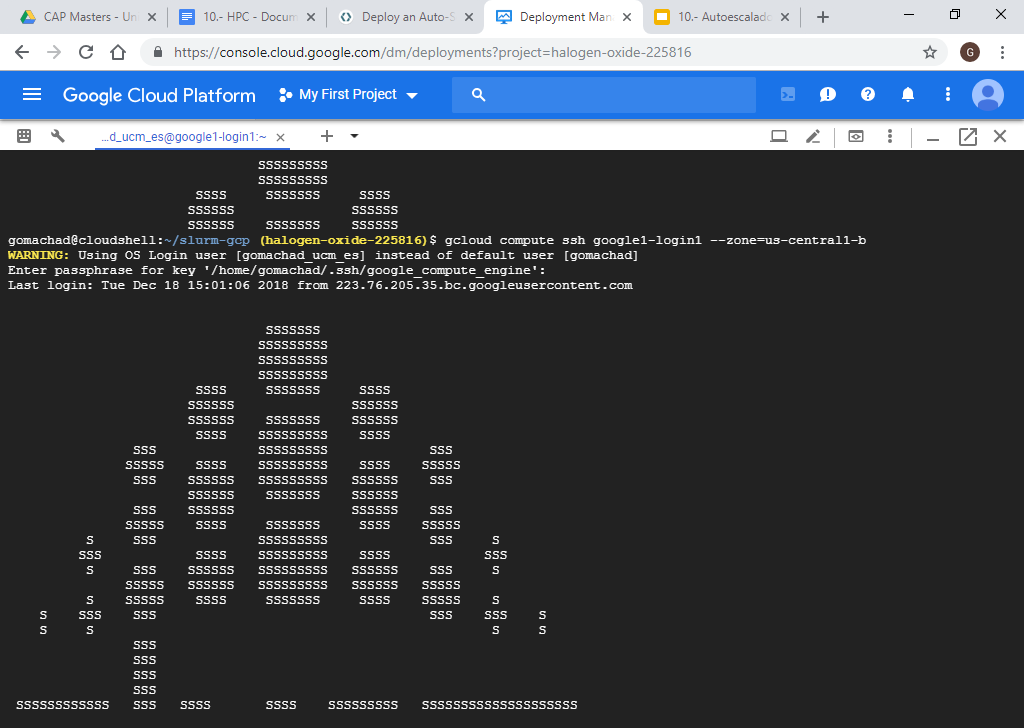 CAP Masters - Un
10.- HPC - Docum
Deploy an Auto-S
Deployment Man
10.- Autoescalado
https://console.cloud.google.com/dm/deployments?project=halogen-oxide-225816
G
Google Cloud Platform
My First Project
...d_ucm_es@google1-login1:~
                                SSSSSSSSS
                                SSSSSSSSS
                        SSSS     SSSSSSS     SSSS
                       SSSSSS               SSSSSS
                       SSSSSS    SSSSSSS    SSSSSS
gomachad@cloudshell:~/slurm-gcp (halogen-oxide-225816)$ gcloud compute ssh google1-login1 --zone=us-central1-b
WARNING: Using OS Login user [gomachad_ucm_es] instead of default user [gomachad]
Enter passphrase for key '/home/gomachad/.ssh/google_compute_engine':
Last login: Tue Dec 18 15:01:06 2018 from 223.76.205.35.bc.googleusercontent.com
                                 SSSSSSS
                                SSSSSSSSS
                                SSSSSSSSS
                                SSSSSSSSS
                        SSSS     SSSSSSS     SSSS
                       SSSSSS               SSSSSS
                       SSSSSS    SSSSSSS    SSSSSS
                        SSSS    SSSSSSSSS    SSSS
                SSS             SSSSSSSSS             SSS
               SSSSS    SSSS    SSSSSSSSS    SSSS    SSSSS
                SSS    SSSSSS   SSSSSSSSS   SSSSSS    SSS
                       SSSSSS    SSSSSSS    SSSSSS
                SSS    SSSSSS               SSSSSS    SSS
               SSSSS    SSSS     SSSSSSS     SSSS    SSSSS
          S     SSS             SSSSSSSSS             SSS     S
         SSS            SSSS    SSSSSSSSS    SSSS            SSS
          S     SSS    SSSSSS   SSSSSSSSS   SSSSSS    SSS     S
               SSSSS   SSSSSS   SSSSSSSSS   SSSSSS   SSSSS
          S    SSSSS    SSSS     SSSSSSS     SSSS    SSSSS    S
    S    SSS    SSS                                   SSS    SSS    S
    S     S                                                   S     S
                SSS
                SSS
                SSS
                SSS
 SSSSSSSSSSSS   SSS   SSSS       SSSS    SSSSSSSSS   SSSSSSSSSSSSSSSSSSSS